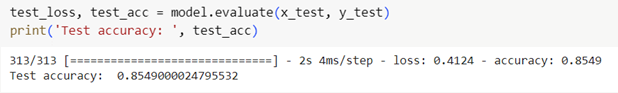 test_loss, test_acc = model.evaluate(x_test, y_test)
print('Test accuracy: ', test_acc)
313/313 [==============================] - 2s 4ms/step - loss: 0.4124 - accuracy: 0.8549
Test accuracy:  0.8549000024795532